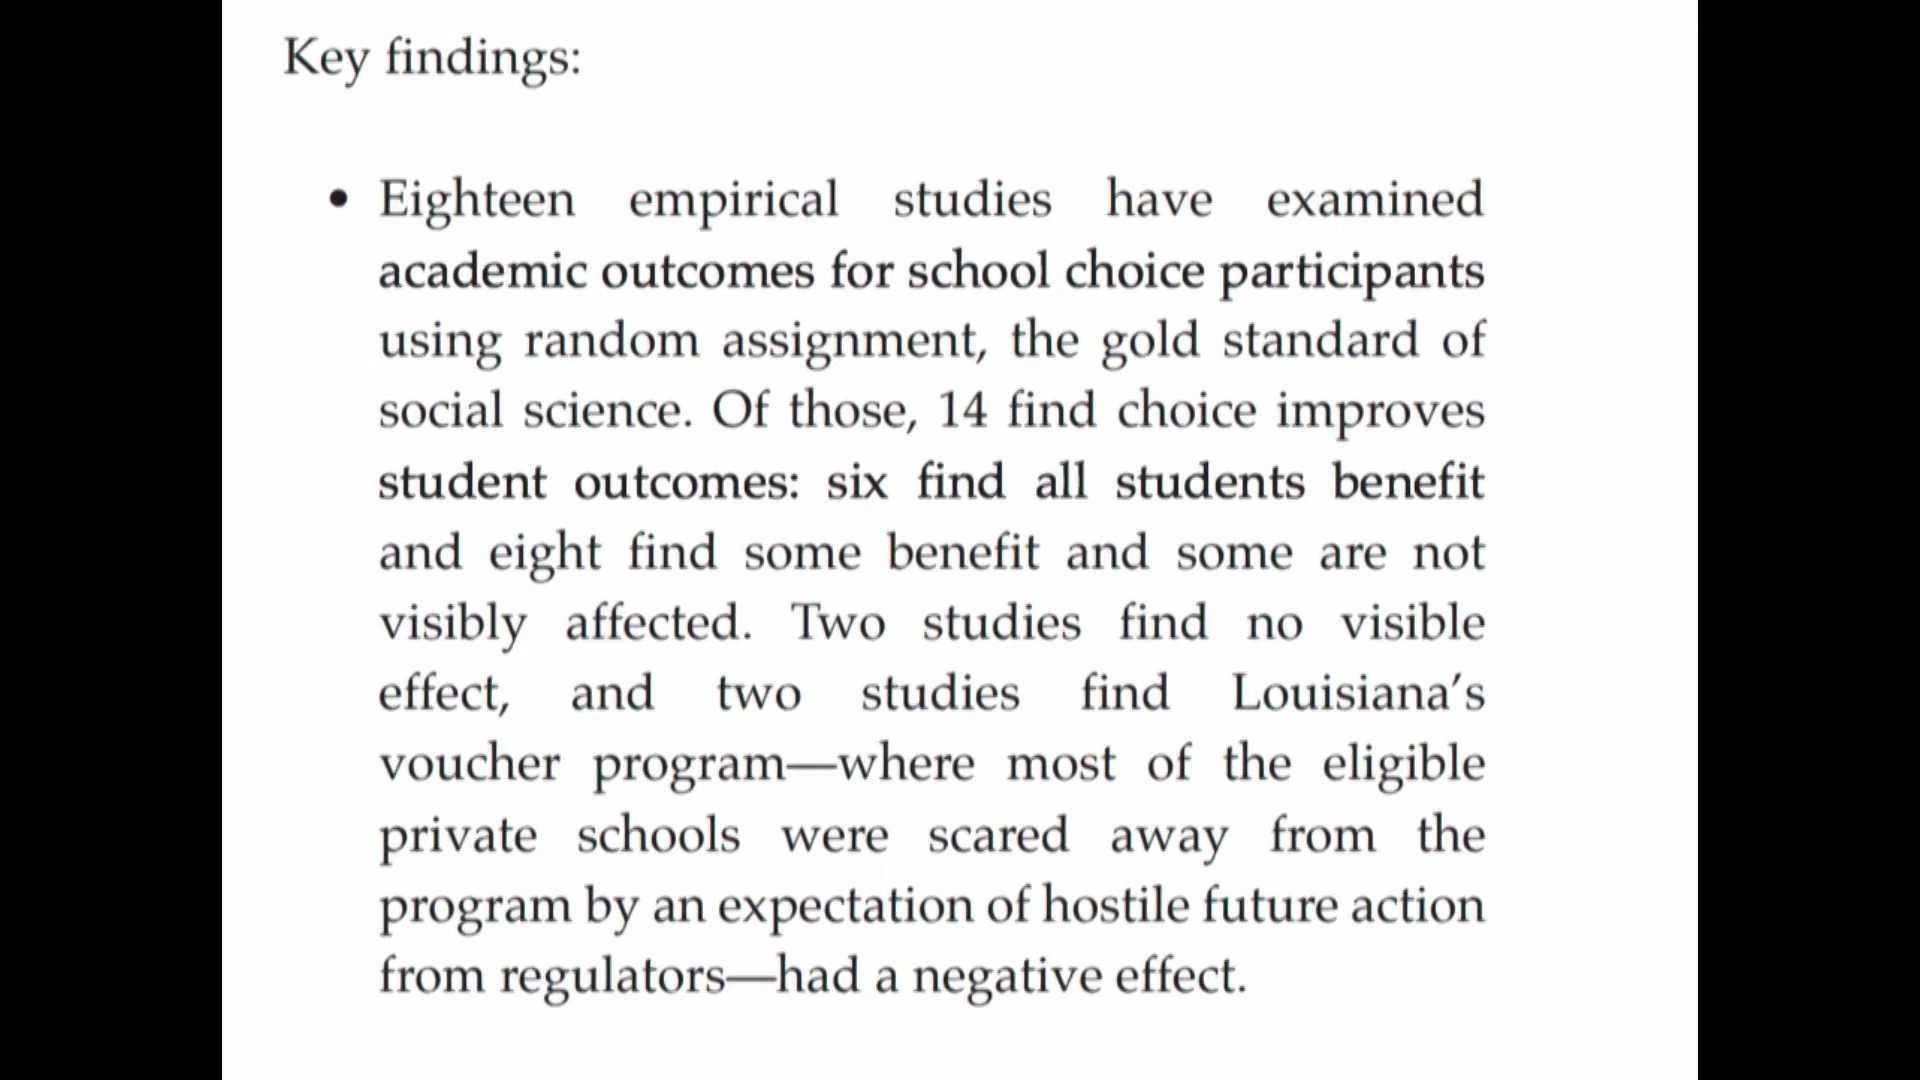 Key findings:
• Eighteen empirical studies have examined
academic outcomes for school choice participants
using random assignment, the gold standard of
social science. Of those, 14 find choice improves
student outcomes: six find all students benefit
and eight find some benefit and some are not
visibly affected. Two studies find no visible
effect, and two studies find Louisiana’s
voucher program—where most of the eligible
private schools were scared away from the
program by an expectation of hostile future action
from regulators—had a negative effect.